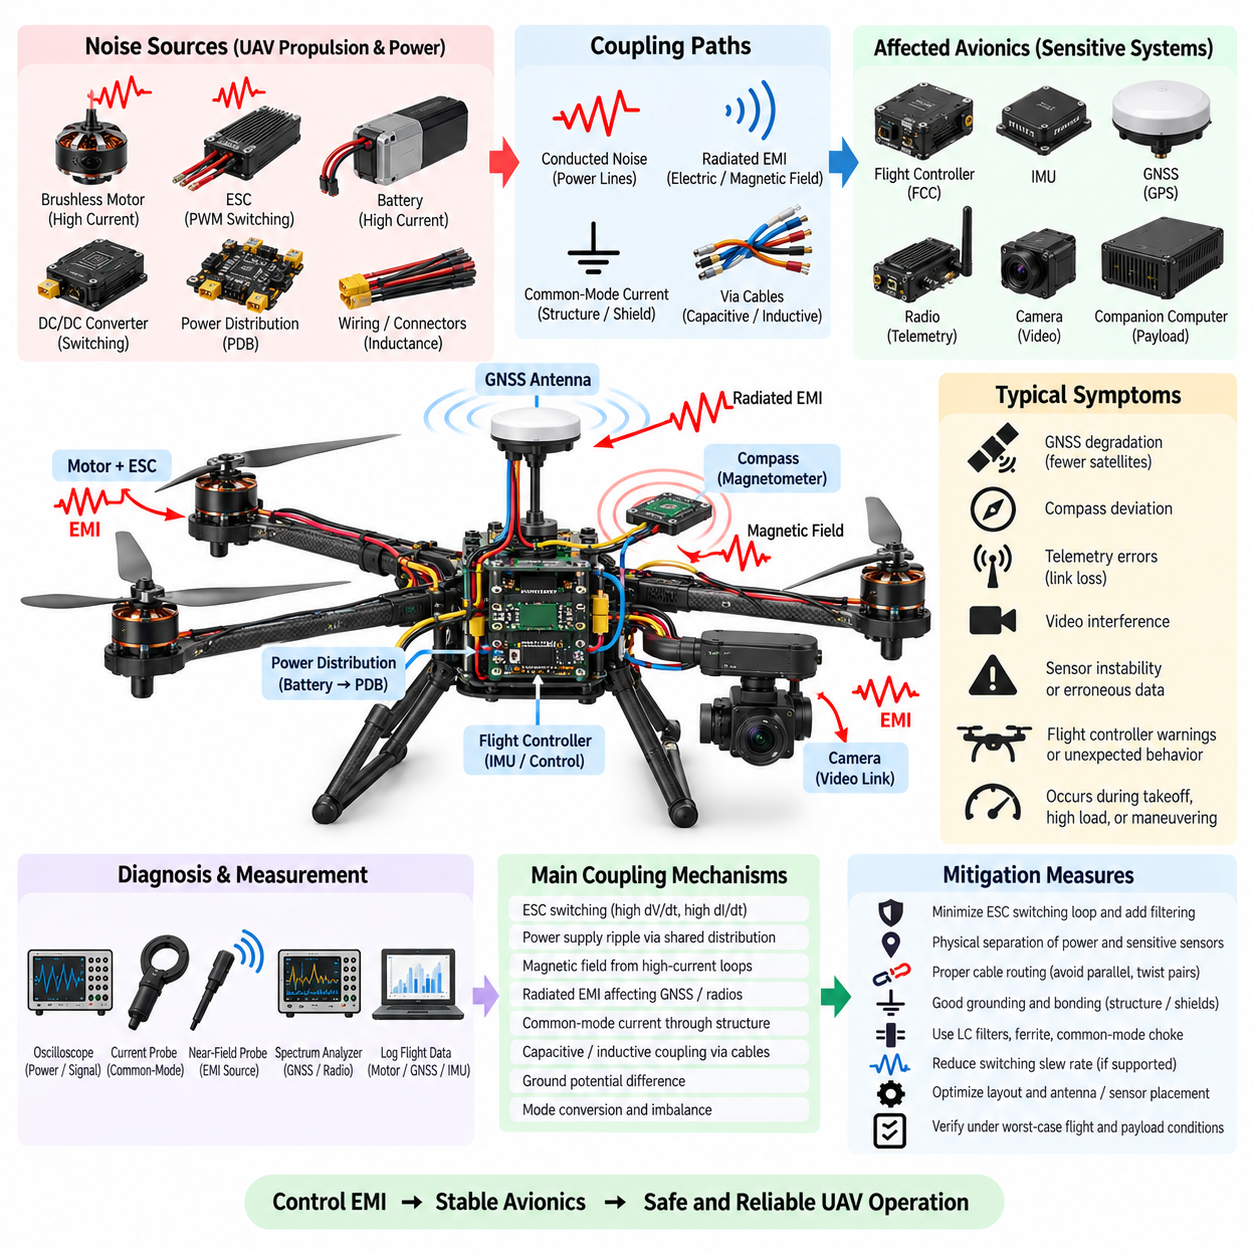 Noise Sources (UAV Propulsion & Power)
Brushless Motor
(High Current)
ESC
(PWM Switching)
Battery
(High Current)
DC/DC Converter
(Switching)
Power Distribution
(PDB)
Wiring / Connectors
(Inductance)
Coupling Paths
Conducted Noise
(Power Lines)
Radiated EMI
(Electric / Magnetic Field)
Common-Mode Current
(Structure / Shield)
Via Cables
(Capacitive / Inductive)
Affected Avionics (Sensitive Systems)
Flight Controller
(FCC)
IMU
GNSS
(GPS)
Radio
(Telemetry)
Camera
(Video)
Companion Computer
(Payload)
GNSS Antenna
Radiated EMI
Motor + ESC
EMI
Compass
(Magnetometer)
Magnetic Field
Power Distribution
(Battery → PDB)
Flight Controller
(IMU / Control)
EMI
Camera
(Video Link)
Typical Symptoms
GNSS degradation
(fewer satellites)
Compass deviation
Telemetry errors
(link loss)
Video interference
Sensor instability
or erroneous data
Flight controller warnings
or unexpected behavior
Occurs during takeoff,
high load, or maneuvering
Diagnosis & Measurement
Oscilloscope
(Power / Signal)
Current Probe
(Common-Mode)
Near-Field Probe
(EMI Source)
Spectrum Analyzer
(GNSS / Radio)
Log Flight Data
(Motor / GNSS / IMU)
Main Coupling Mechanisms
ESC switching (high dV/dt, high dI/dt)
Power supply ripple via shared distribution
Magnetic field from high-current loops
Radiated EMI affecting GNSS / radios
Common-mode current through structure
Capacitive / inductive coupling via cables
Ground potential difference
Mode conversion and imbalance
Mitigation Measures
Minimize ESC switching loop and add filtering
Physical separation of power and sensitive sensors
Proper cable routing (avoid parallel, twist pairs)
Good grounding and bonding (structure / shields)
Use LC filters, ferrite, common-mode choke
Reduce switching slew rate (if supported)
Optimize layout and antenna / sensor placement
Verify under worst-case flight and payload conditions
Control EMI → Stable Avionics → Safe and Reliable UAV Operation